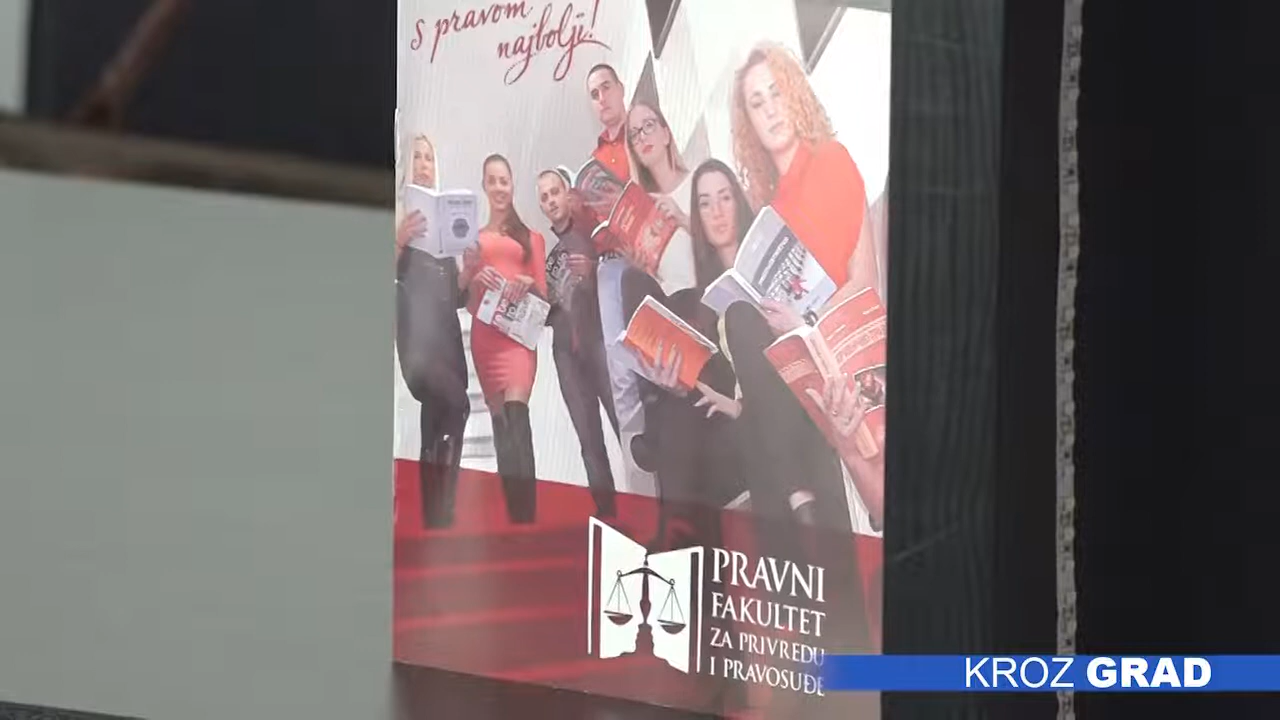 s pravom
najbolji!
PRAVNI
FAKULTET
ZA PRIVREDU
I PRAVOSUĐE
KROZ GRAD